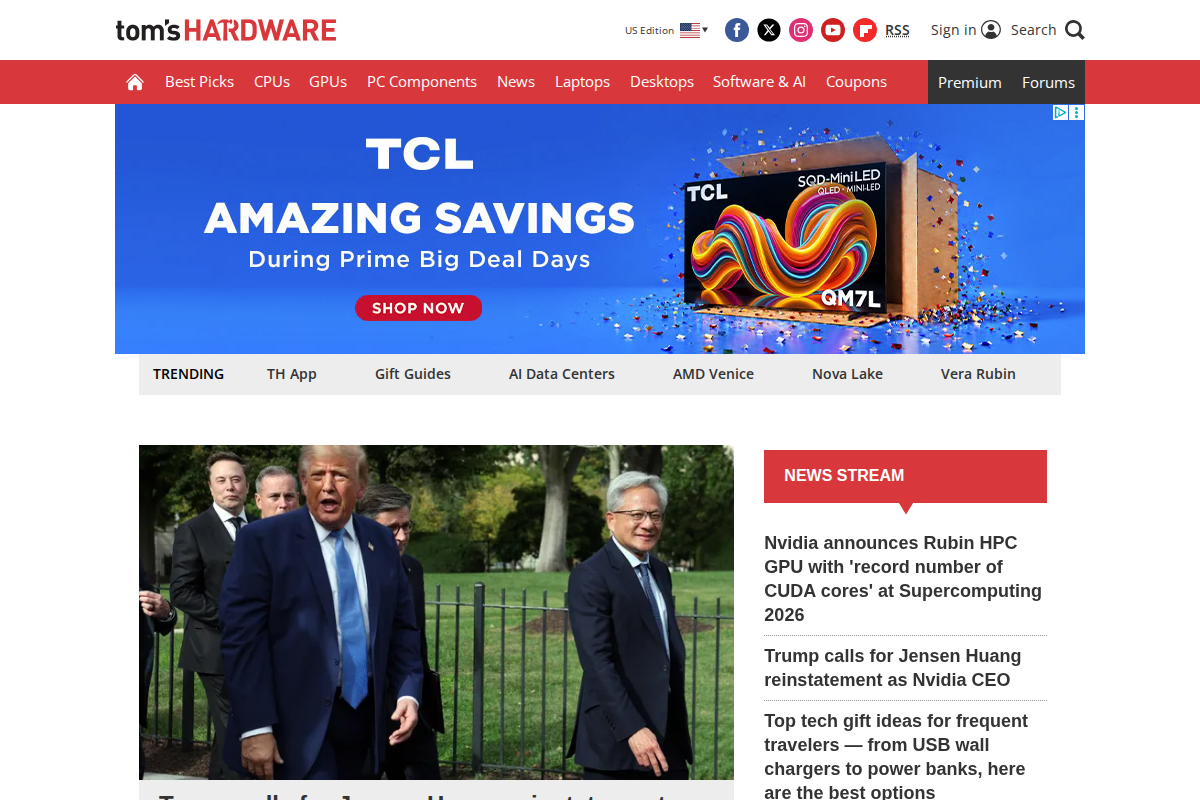 tom's HARDWARE
US Edition
RSS
Sign in
Search
Best Picks
CPUs
GPUs
PC Components
News
Laptops
Desktops
Software & AI
Coupons
Premium
Forums
TCL
AMAZING SAVINGS
During Prime Big Deal Days
SHOP NOW
TCL
SQD-MiniLED
QLED · MINI-LED
QM7L
TRENDING
TH App
Gift Guides
AI Data Centers
AMD Venice
Nova Lake
Vera Rubin
NEWS STREAM
Nvidia announces Rubin HPC
GPU with 'record number of
CUDA cores' at Supercomputing
2026
Trump calls for Jensen Huang
reinstatement as Nvidia CEO
Top tech gift ideas for frequent
travelers — from USB wall
chargers to power banks, here
are the best options